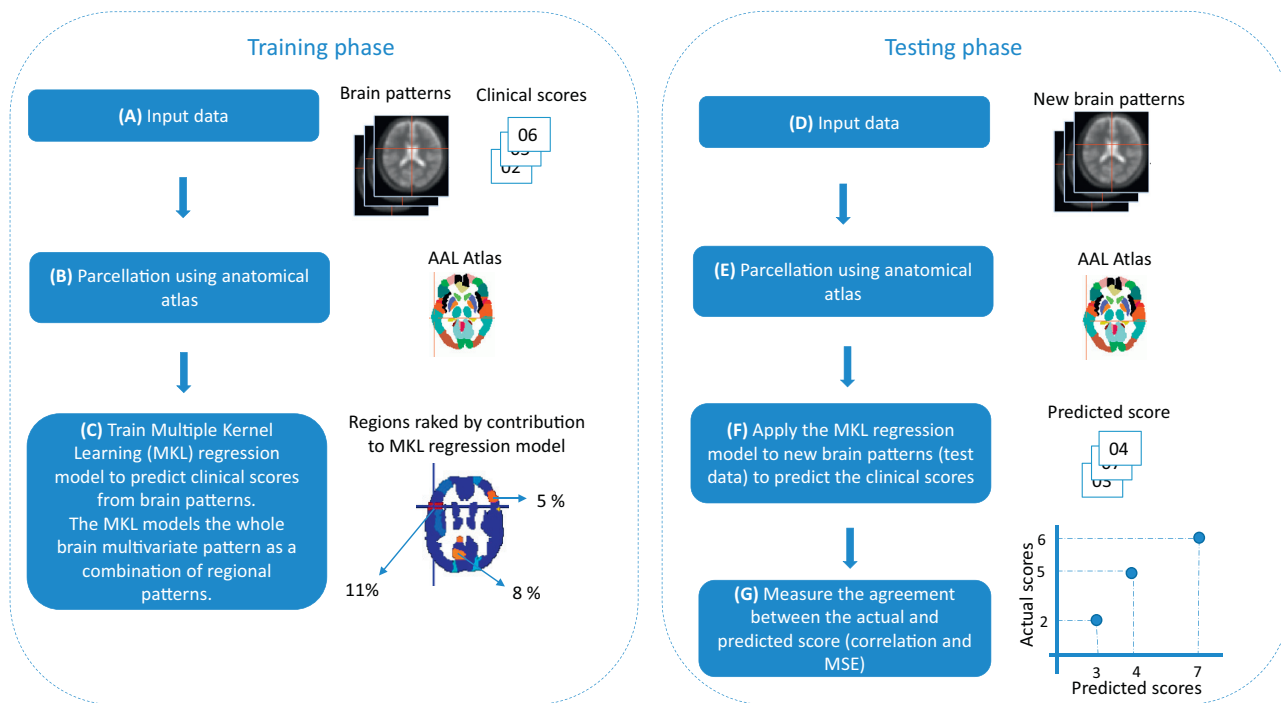 Training phase
(A) Input data
Brain patterns
Clinical scores
06
02
(B) Parcellation using anatomical
atlas
AAL Atlas
(C) Train Multiple Kernel
Learning (MKL) regression
model to predict clinical scores
from brain patterns.
The MKL models the whole
brain multivariate pattern as a
combination of regional
patterns.
Regions raked by contribution
to MKL regression model
5 %
11%
8 %
Testing phase
(D) Input data
New brain patterns
(E) Parcellation using anatomical
atlas
AAL Atlas
(F) Apply the MKL regression
model to new brain patterns (test
data) to predict the clinical scores
Predicted score
04
07
03
(G) Measure the agreement
between the actual and
predicted score (correlation and
MSE)
Actual scores
6
5
2
3 4 7
Predicted scores